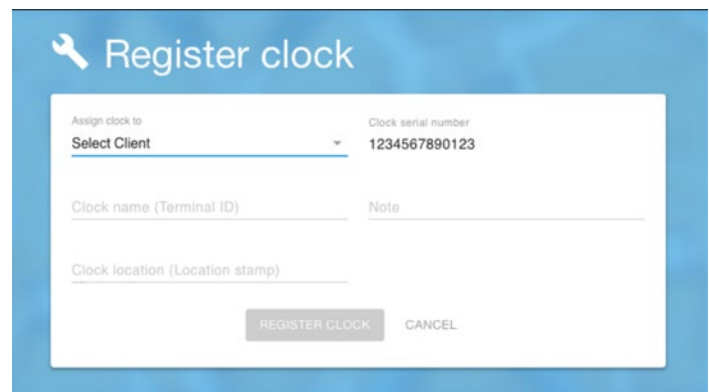 Register clock
Assign clock to
Select Client
Clock serial number
1234567890123
Clock name (Terminal ID)
Note
Clock location (Location stamp)
REGISTER CLOCK
CANCEL